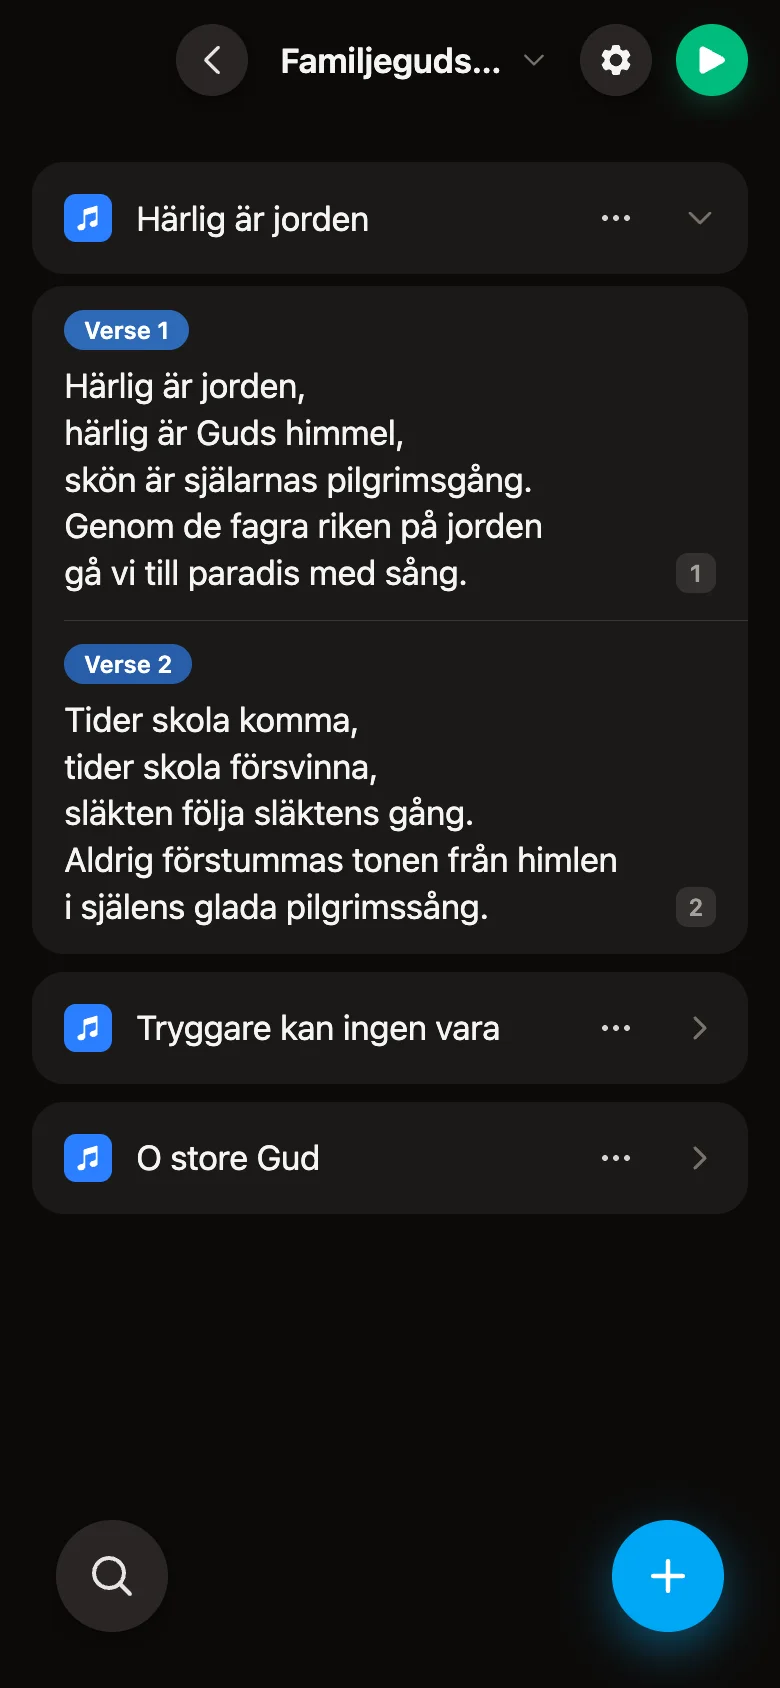 Familjeguds...
Härlig är jorden
Verse 1
Härlig är jorden,
härlig är Guds himmel,
skön är själarnas pilgrimsgång.
Genom de fagra riken på jorden
gå vi till paradis med sång.
1
Verse 2
Tider skola komma,
tider skola försvinna,
släkten följa släktens gång.
Aldrig förstummas tonen från himlen
i själens glada pilgrimssång.
2
Tryggare kan ingen vara
O store Gud